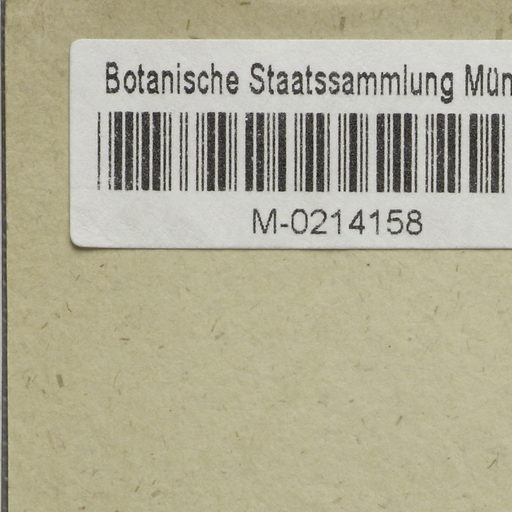 Botanische Staatssammlung Mün
M-0214158